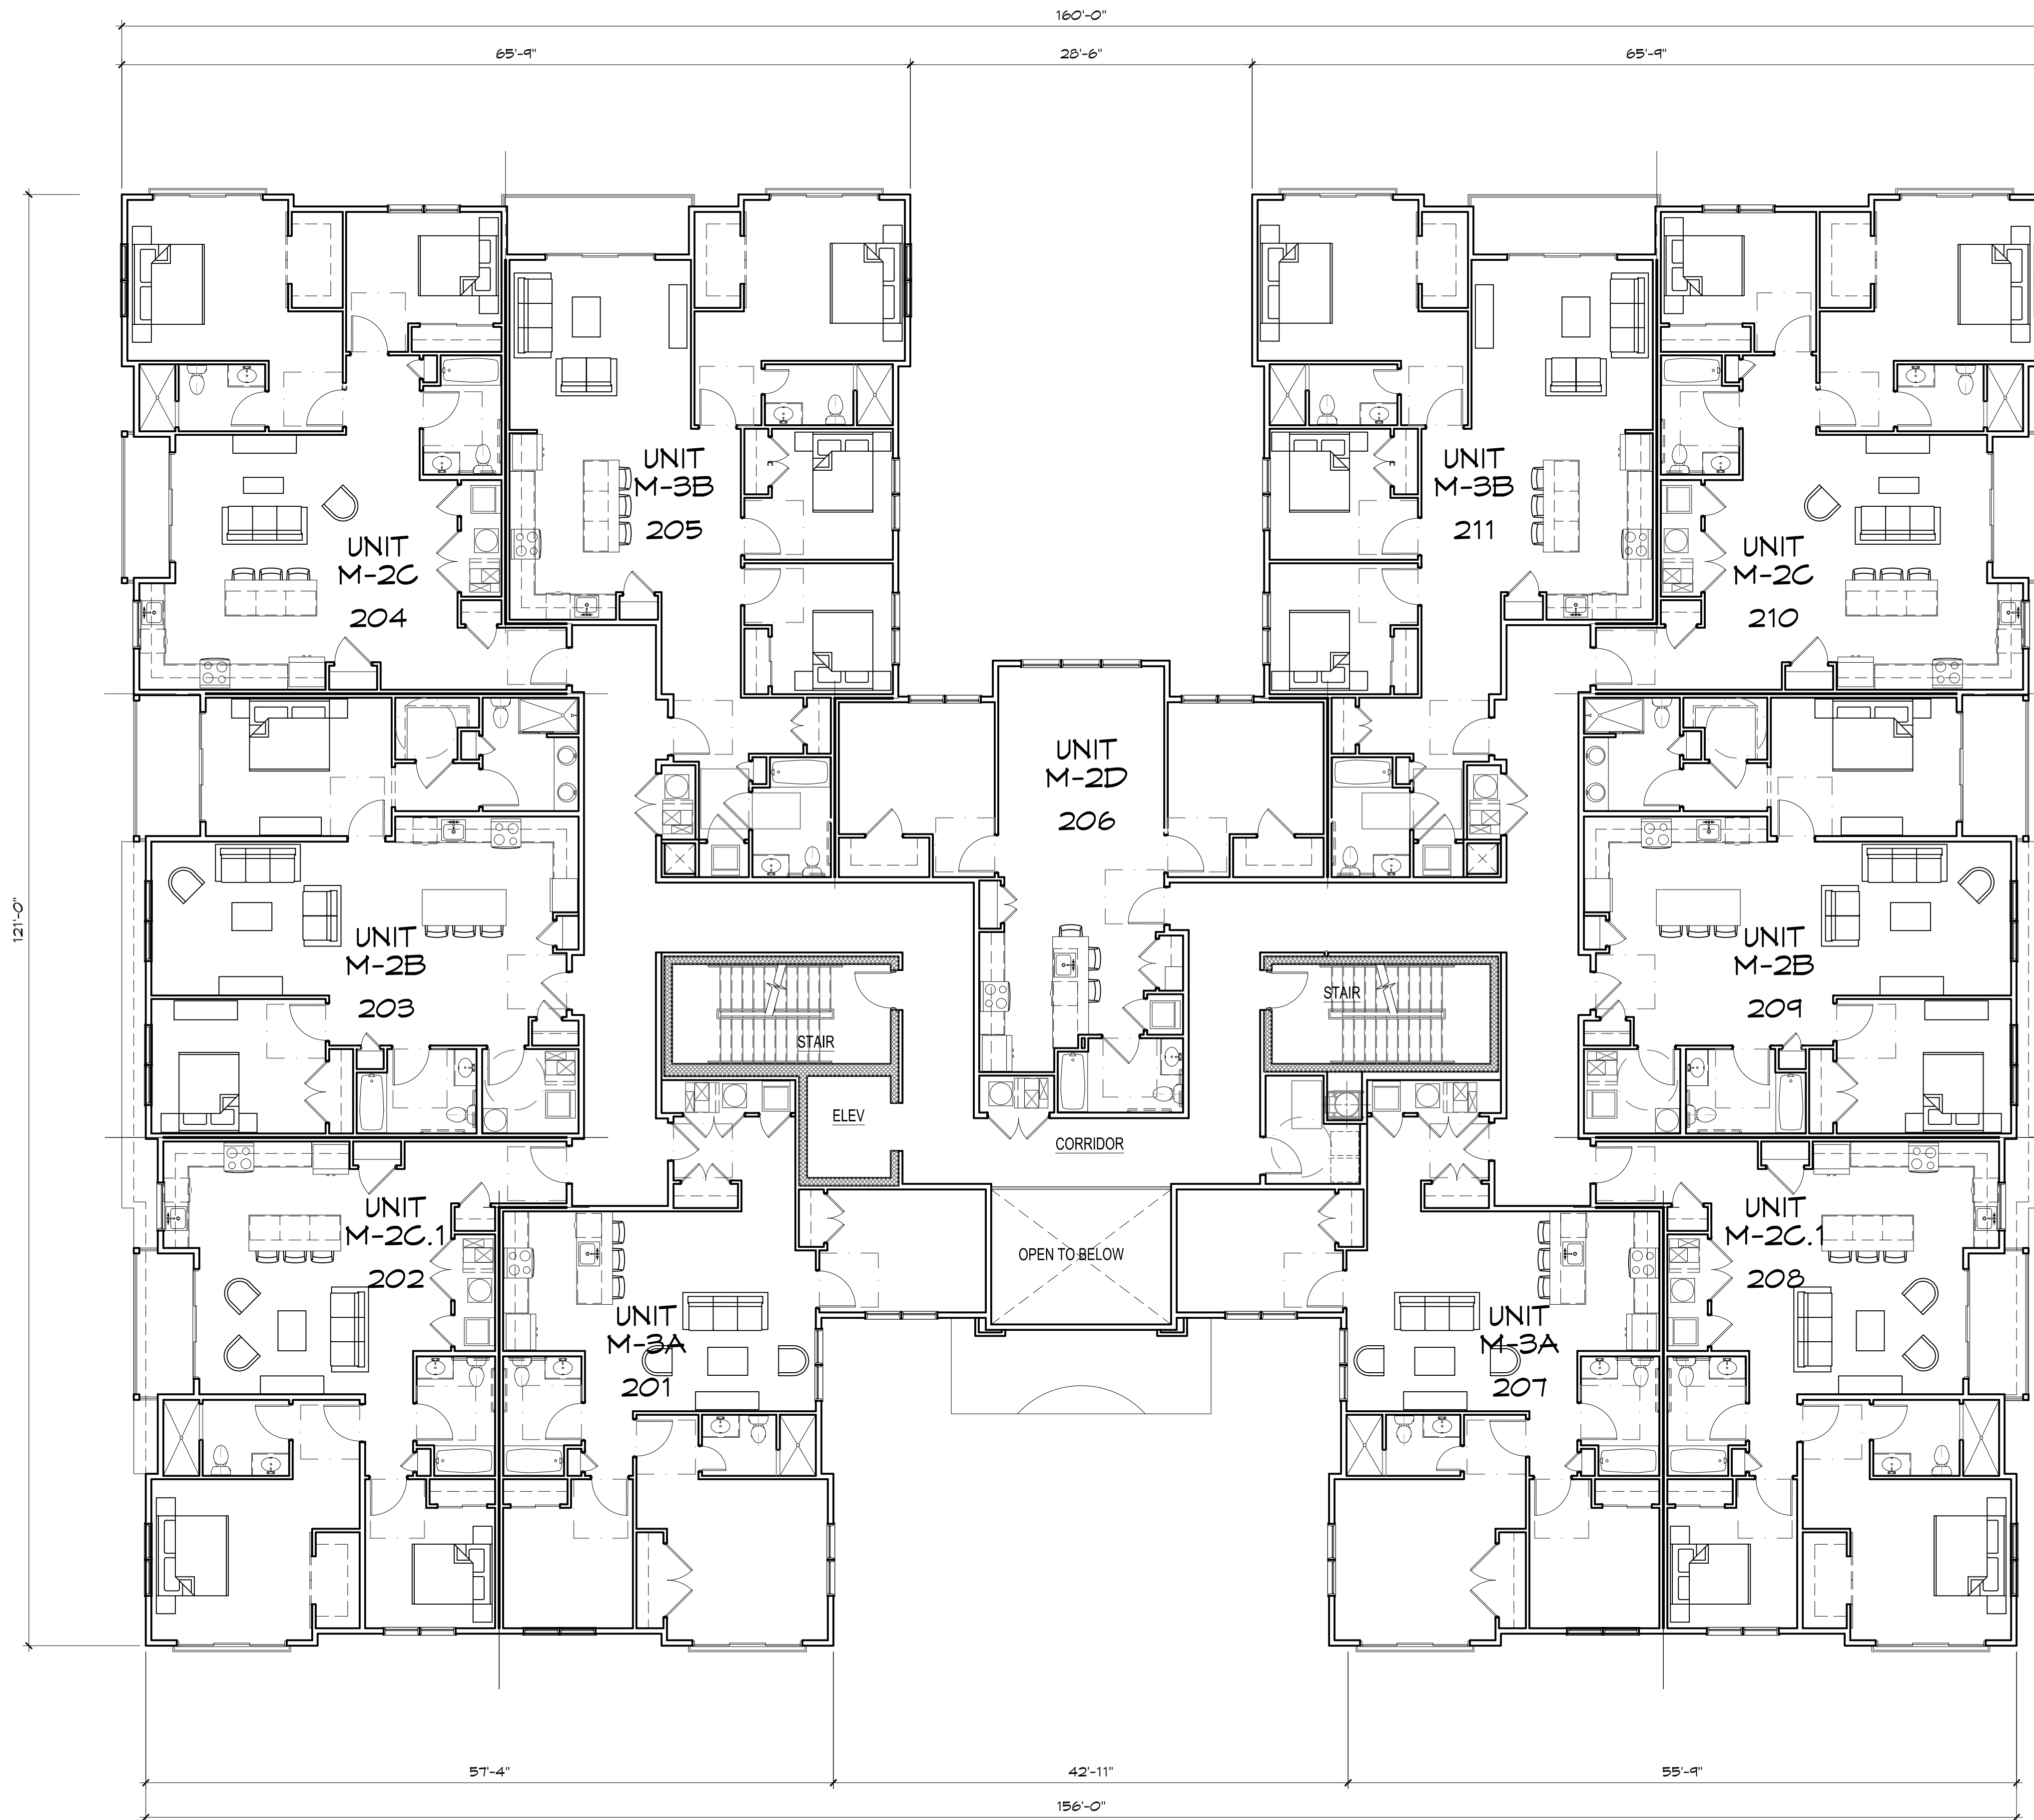 160'-0"
65'-9"
28'-6"
65'-9"
UNIT
M-3B
205
UNIT
M-3B
211
UNIT
M-2C
204
UNIT
M-2C
210
UNIT
M-2D
206
121'-0"
UNIT
M-2B
203
UNIT
M-2B
209
STAIR
STAIR
ELEV
CORRIDOR
UNIT
M-2C.1
202
UNIT
M-2C.1
208
OPEN TO BELOW
UNIT
M-3A
201
UNIT
M-3A
207
57'-4"
42'-11"
55'-9"
156'-0"